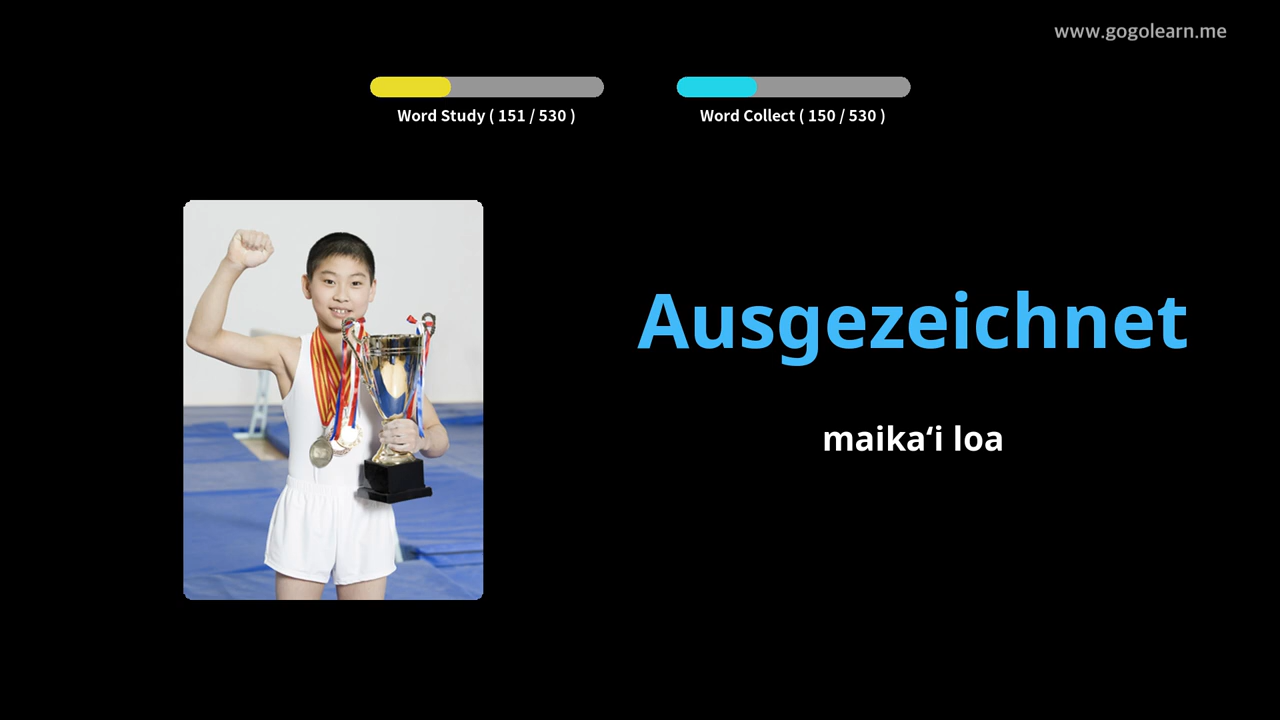 www.gogolearn.me
Word Study ( 151 / 530 )
Word Collect ( 150 / 530 )
Ausgezeichnet
maikaʻi loa